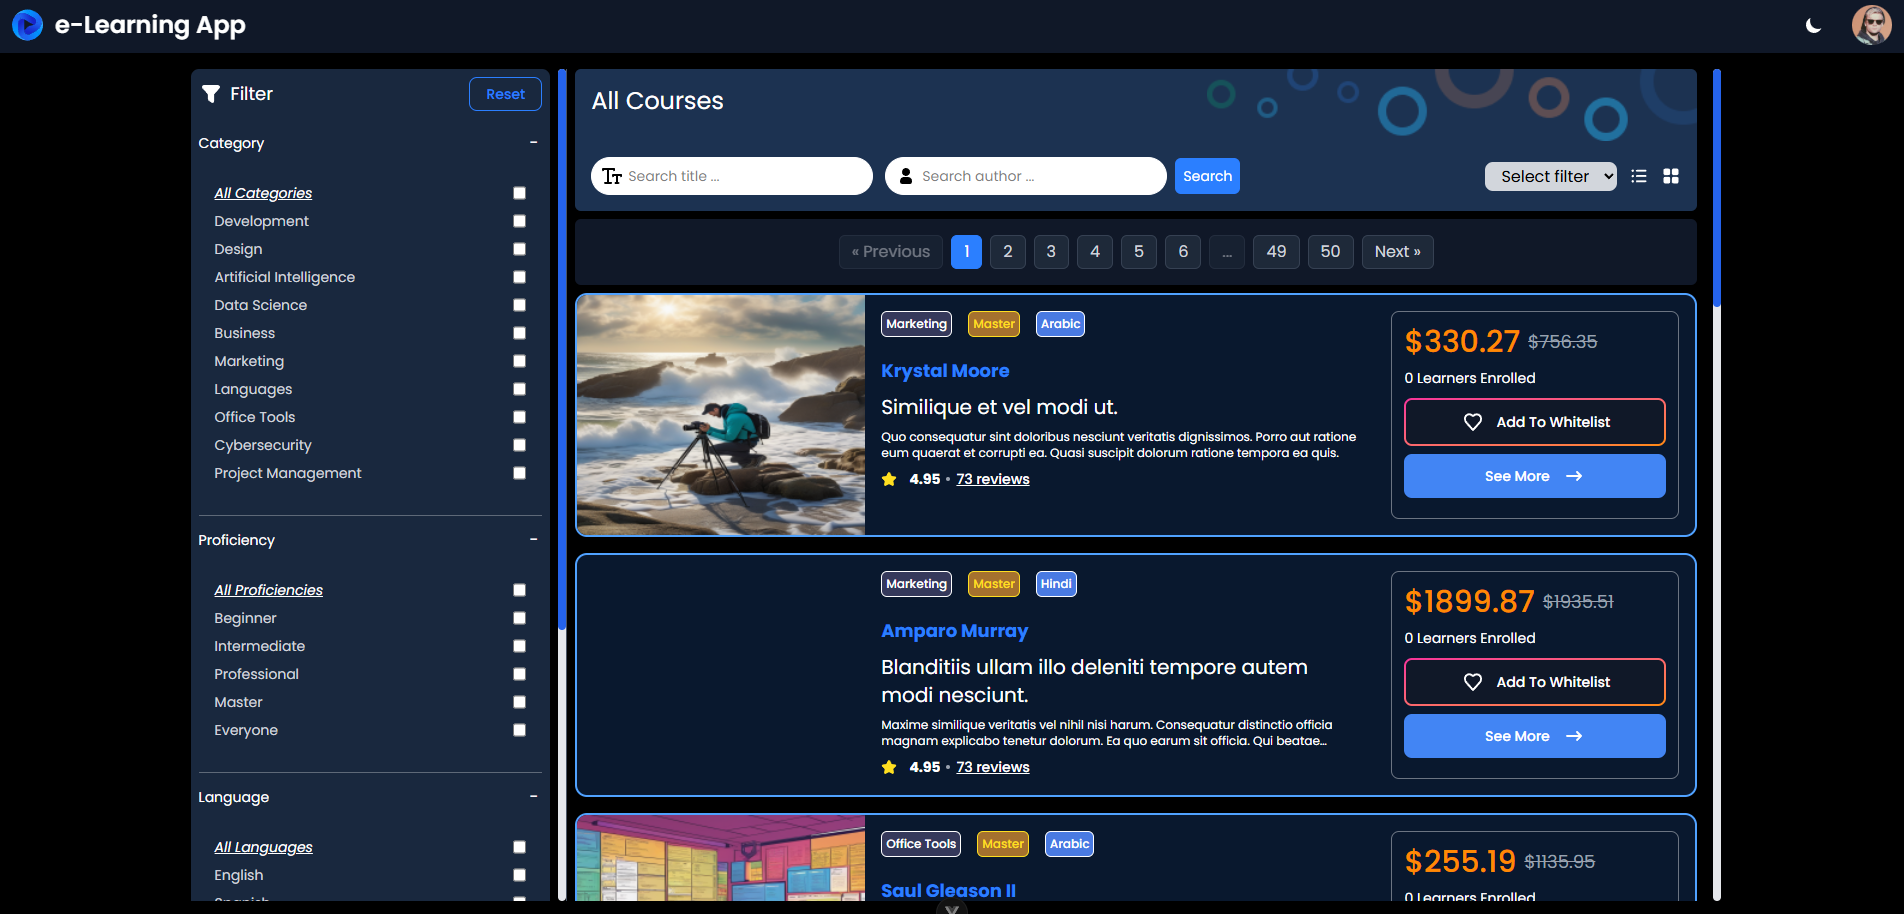 e-Learning App
Filter
Reset
Category
-
All Categories
Development
Design
Artificial Intelligence
Data Science
Business
Marketing
Languages
Office Tools
Cybersecurity
Project Management
Proficiency
-
All Proficiencies
Beginner
Intermediate
Professional
Master
Everyone
Language
-
All Languages
English
Spanish
All Courses
Search title ...
Search author ...
Search
Select filter
« Previous 1 2 3 4 5 6 ... 49 50 Next »
Marketing Master Arabic
Krystal Moore
Similique et vel modi ut.
Quo consequatur sint doloribus nesciunt veritatis dignissimos. Porro aut ratione
eum quaerat et corrupti ea. Quasi suscipit dolorum ratione tempora ea quis.
4.95 • 73 reviews
$330.27 $756.35
0 Learners Enrolled
Add To Whitelist
See More →
Marketing Master Hindi
Amparo Murray
Blanditiis ullam illo deleniti tempore autem
modi nesciunt.
Maxime similique veritatis vel nihil nisi harum. Consequatur distinctio officia
magnam explicabo tenetur dolorum. Ea quo earum sit officia. Qui beatae...
4.95 • 73 reviews
$1899.87 $1935.51
0 Learners Enrolled
Add To Whitelist
See More →
Office Tools Master Arabic
Saul Gleason II
$255.19 $1135.95
0 Learners Enrolled